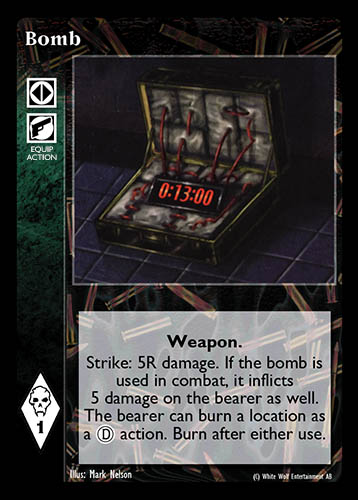 Bomb
EQUIP
ACTION
0:13:00
Weapon.
Strike: 5R damage. If the bomb is
used in combat, it inflicts
5 damage on the bearer as well.
The bearer can burn a location as
a Ⓓ action. Burn after either use.
1
Illus: Mark Nelson
(C) White Wolf Entertainment AB